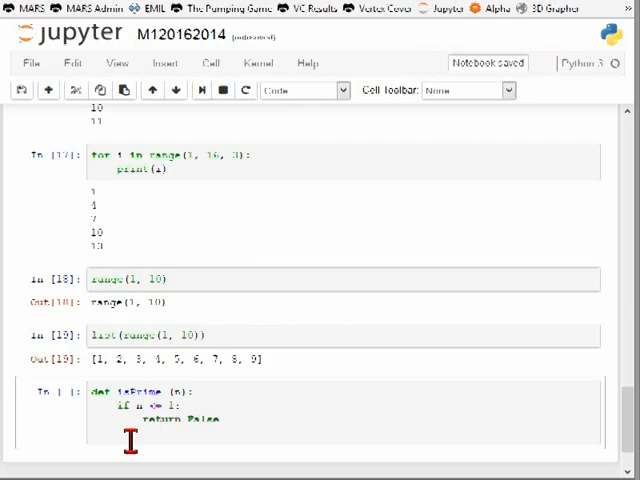 MARS MARS Admin EMIL The Pumping Game VC Results Vertex Cover Jupyter Alpha 3D Grapher
jupyter M120162014
File Edit View Insert Cell Kernel Help Notebook saved Python 3
Code Cell Toolbar: None
10
11
In [17]: for i in range(1, 16, 3):
print(i)
1
4
7
10
13
In [18]: range(1, 10)
Out[18]: range(1, 10)
In [19]: list(range(1, 10))
Out[19]: [1, 2, 3, 4, 5, 6, 7, 8, 9]
In [ ]: def isPrime (n):
if n <= 1:
return False